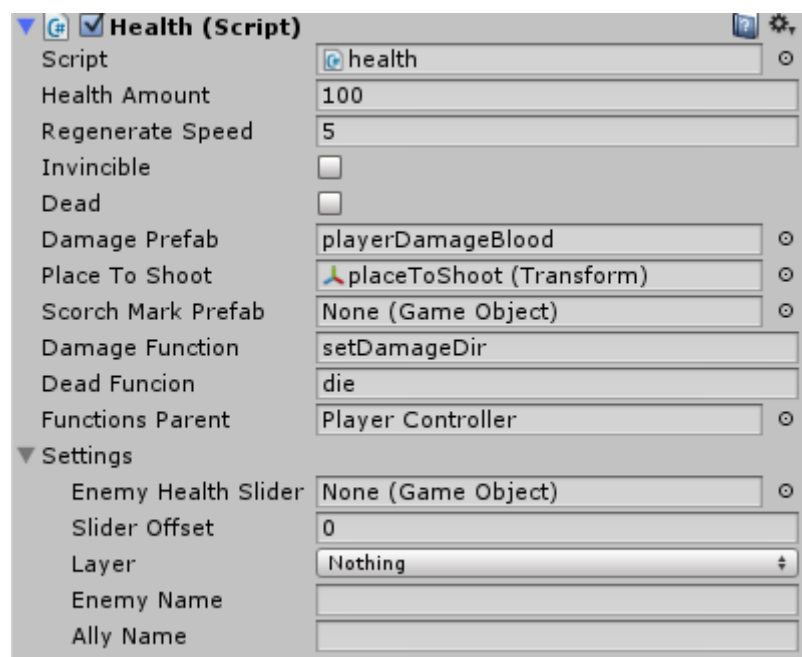 Health (Script)
Script health
Health Amount 100
Regenerate Speed 5
Invincible
Dead
Damage Prefab playerDamageBlood
Place To Shoot placeToShoot (Transform)
Scorch Mark Prefab None (Game Object)
Damage Function setDamageDir
Dead Funcion die
Functions Parent Player Controller
Settings
Enemy Health Slider None (Game Object)
Slider Offset 0
Layer Nothing
Enemy Name
Ally Name